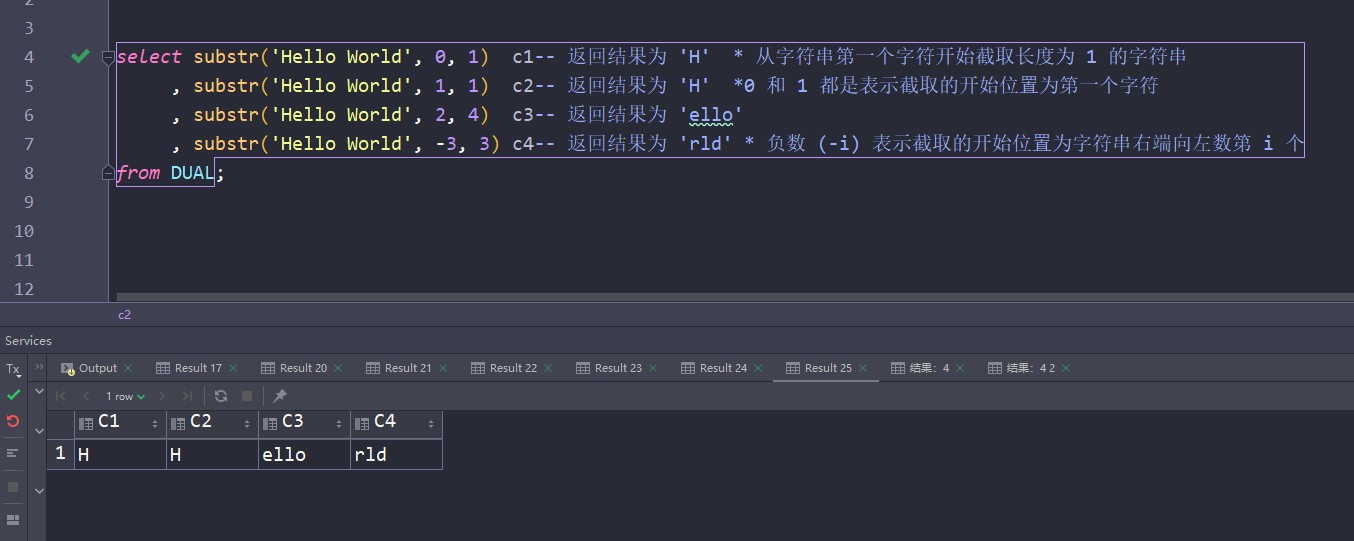 2
3
4 select substr('Hello World', 0, 1) c1-- 返回结果为 'H' * 从字符串第一个字符开始截取长度为 1 的字符串
5 , substr('Hello World', 1, 1) c2-- 返回结果为 'H' *0 和 1 都是表示截取的开始位置为第一个字符
6 , substr('Hello World', 2, 4) c3-- 返回结果为 'ello'
7 , substr('Hello World', -3, 3) c4-- 返回结果为 'rld' * 负数 (-i) 表示截取的开始位置为字符串右端向左数第 i 个
8 from DUAL;
9
10
11
12
c2
Services
Tx Output Result 17 Result 20 Result 21 Result 22 Result 23 Result 24 Result 25 结果：4 结果：4 2
1 row
C1 C2 C3 C4
1 H H ello rld